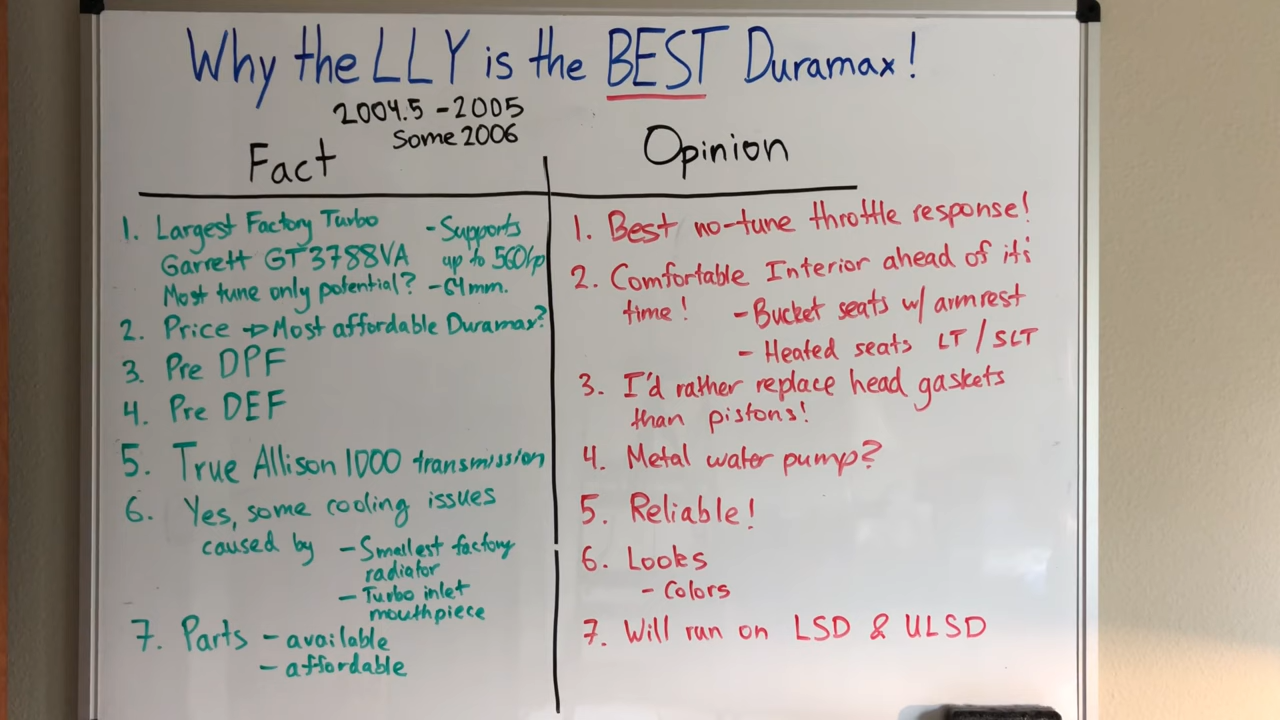 Why the LLY is the BEST Duramax!
2004.5 - 2005
Some 2006
Fact
1. Largest Factory Turbo - Supports
Garrett GT3788VA up to 560hp
Most tune only potential? - 64mm.
2. Price → Most affordable Duramax?
3. Pre DPF
4. Pre DEF
5. True Allison 1000 transmission
6. Yes, some cooling issues
caused by - Smallest factory
radiator
- Turbo inlet
mouthpiece
7. Parts - available
- affordable
Opinion
1. Best no-tune throttle response!
2. Comfortable Interior ahead of it's
time! - Bucket seats w/ armrest
- Heated seats LT / SLT
3. I'd rather replace head gaskets
than pistons!
4. Metal water pump?
5. Reliable!
6. Looks
- Colors
7. Will run on LSD & ULSD